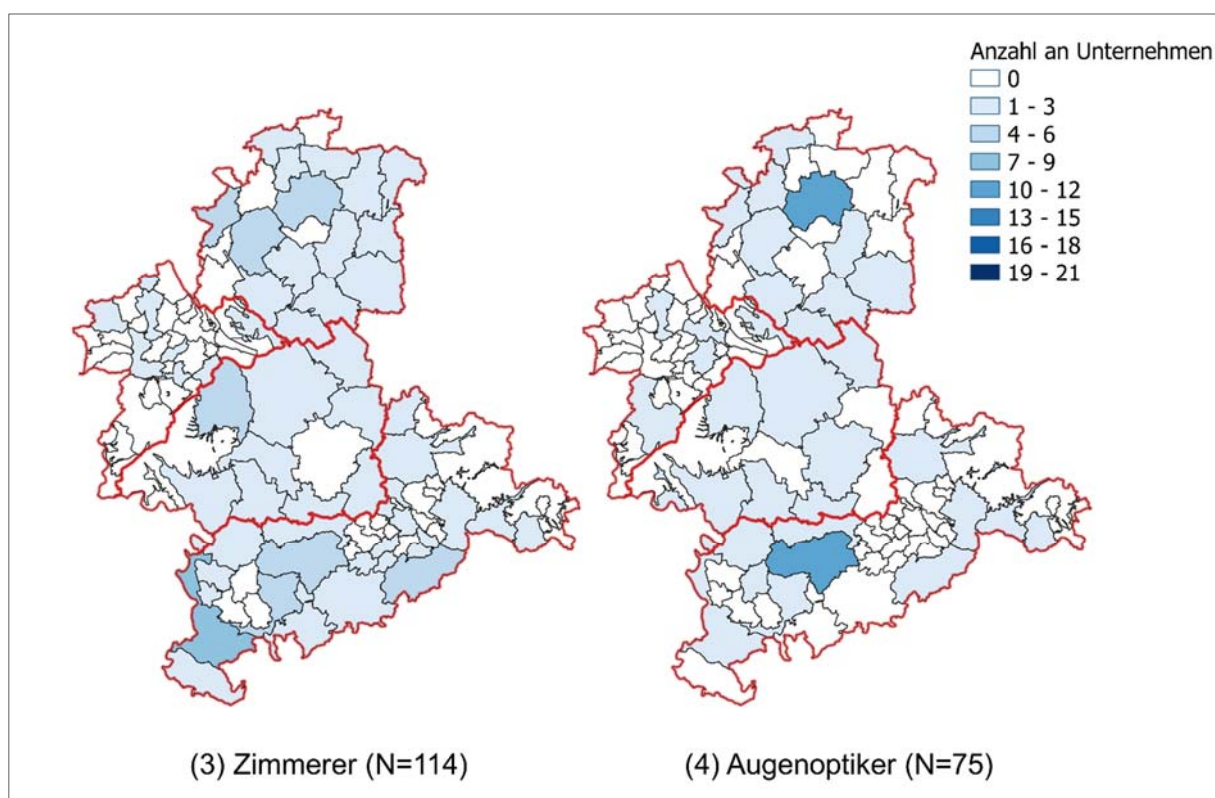 Anzahl an Unternehmen
0
1 - 3
4 - 6
7 - 9
10 - 12
13 - 15
16 - 18
19 - 21
(3) Zimmerer (N=114)
(4) Augenoptiker (N=75)